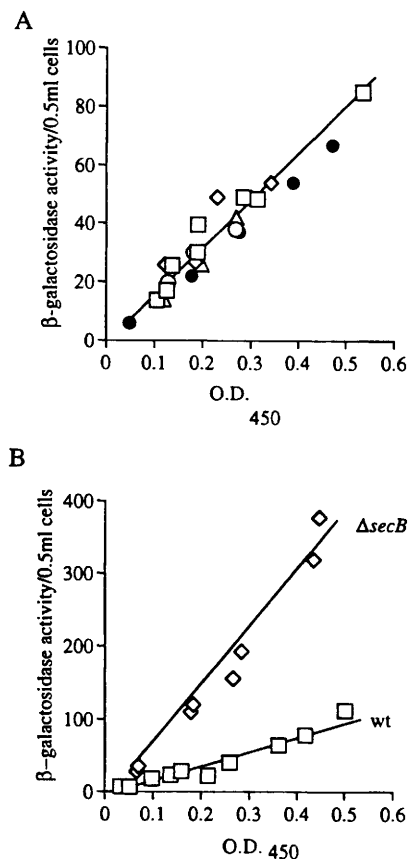 A
β-galactosidase activity/0.5ml cells
100
80
60
40
20
0
0 0.1 0.2 0.3 0.4 0.5 0.6
O.D.
450
B
β-galactosidase activity/0.5ml cells
400
300
200
100
0
ΔsecB
wt
0 0.1 0.2 0.3 0.4 0.5 0.6
O.D. 450